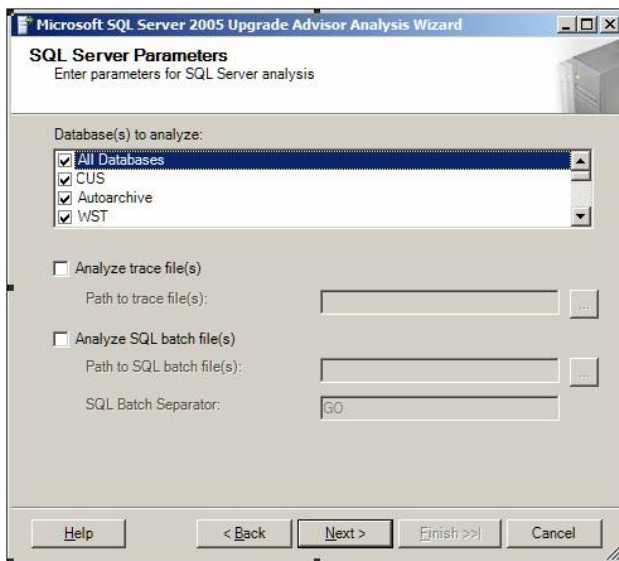 Microsoft SQL Server 2005 Upgrade Advisor Analysis Wizard
SQL Server Parameters
Enter parameters for SQL Server analysis
Database(s) to analyze:
All Databases
CUS
Autoarchive
WST
Analyze trace file(s)
Path to trace file(s):
...
Analyze SQL batch file(s)
Path to SQL batch file(s):
...
SQL Batch Separator:
GO
Help
< Back
Next >
Finish >>|
Cancel